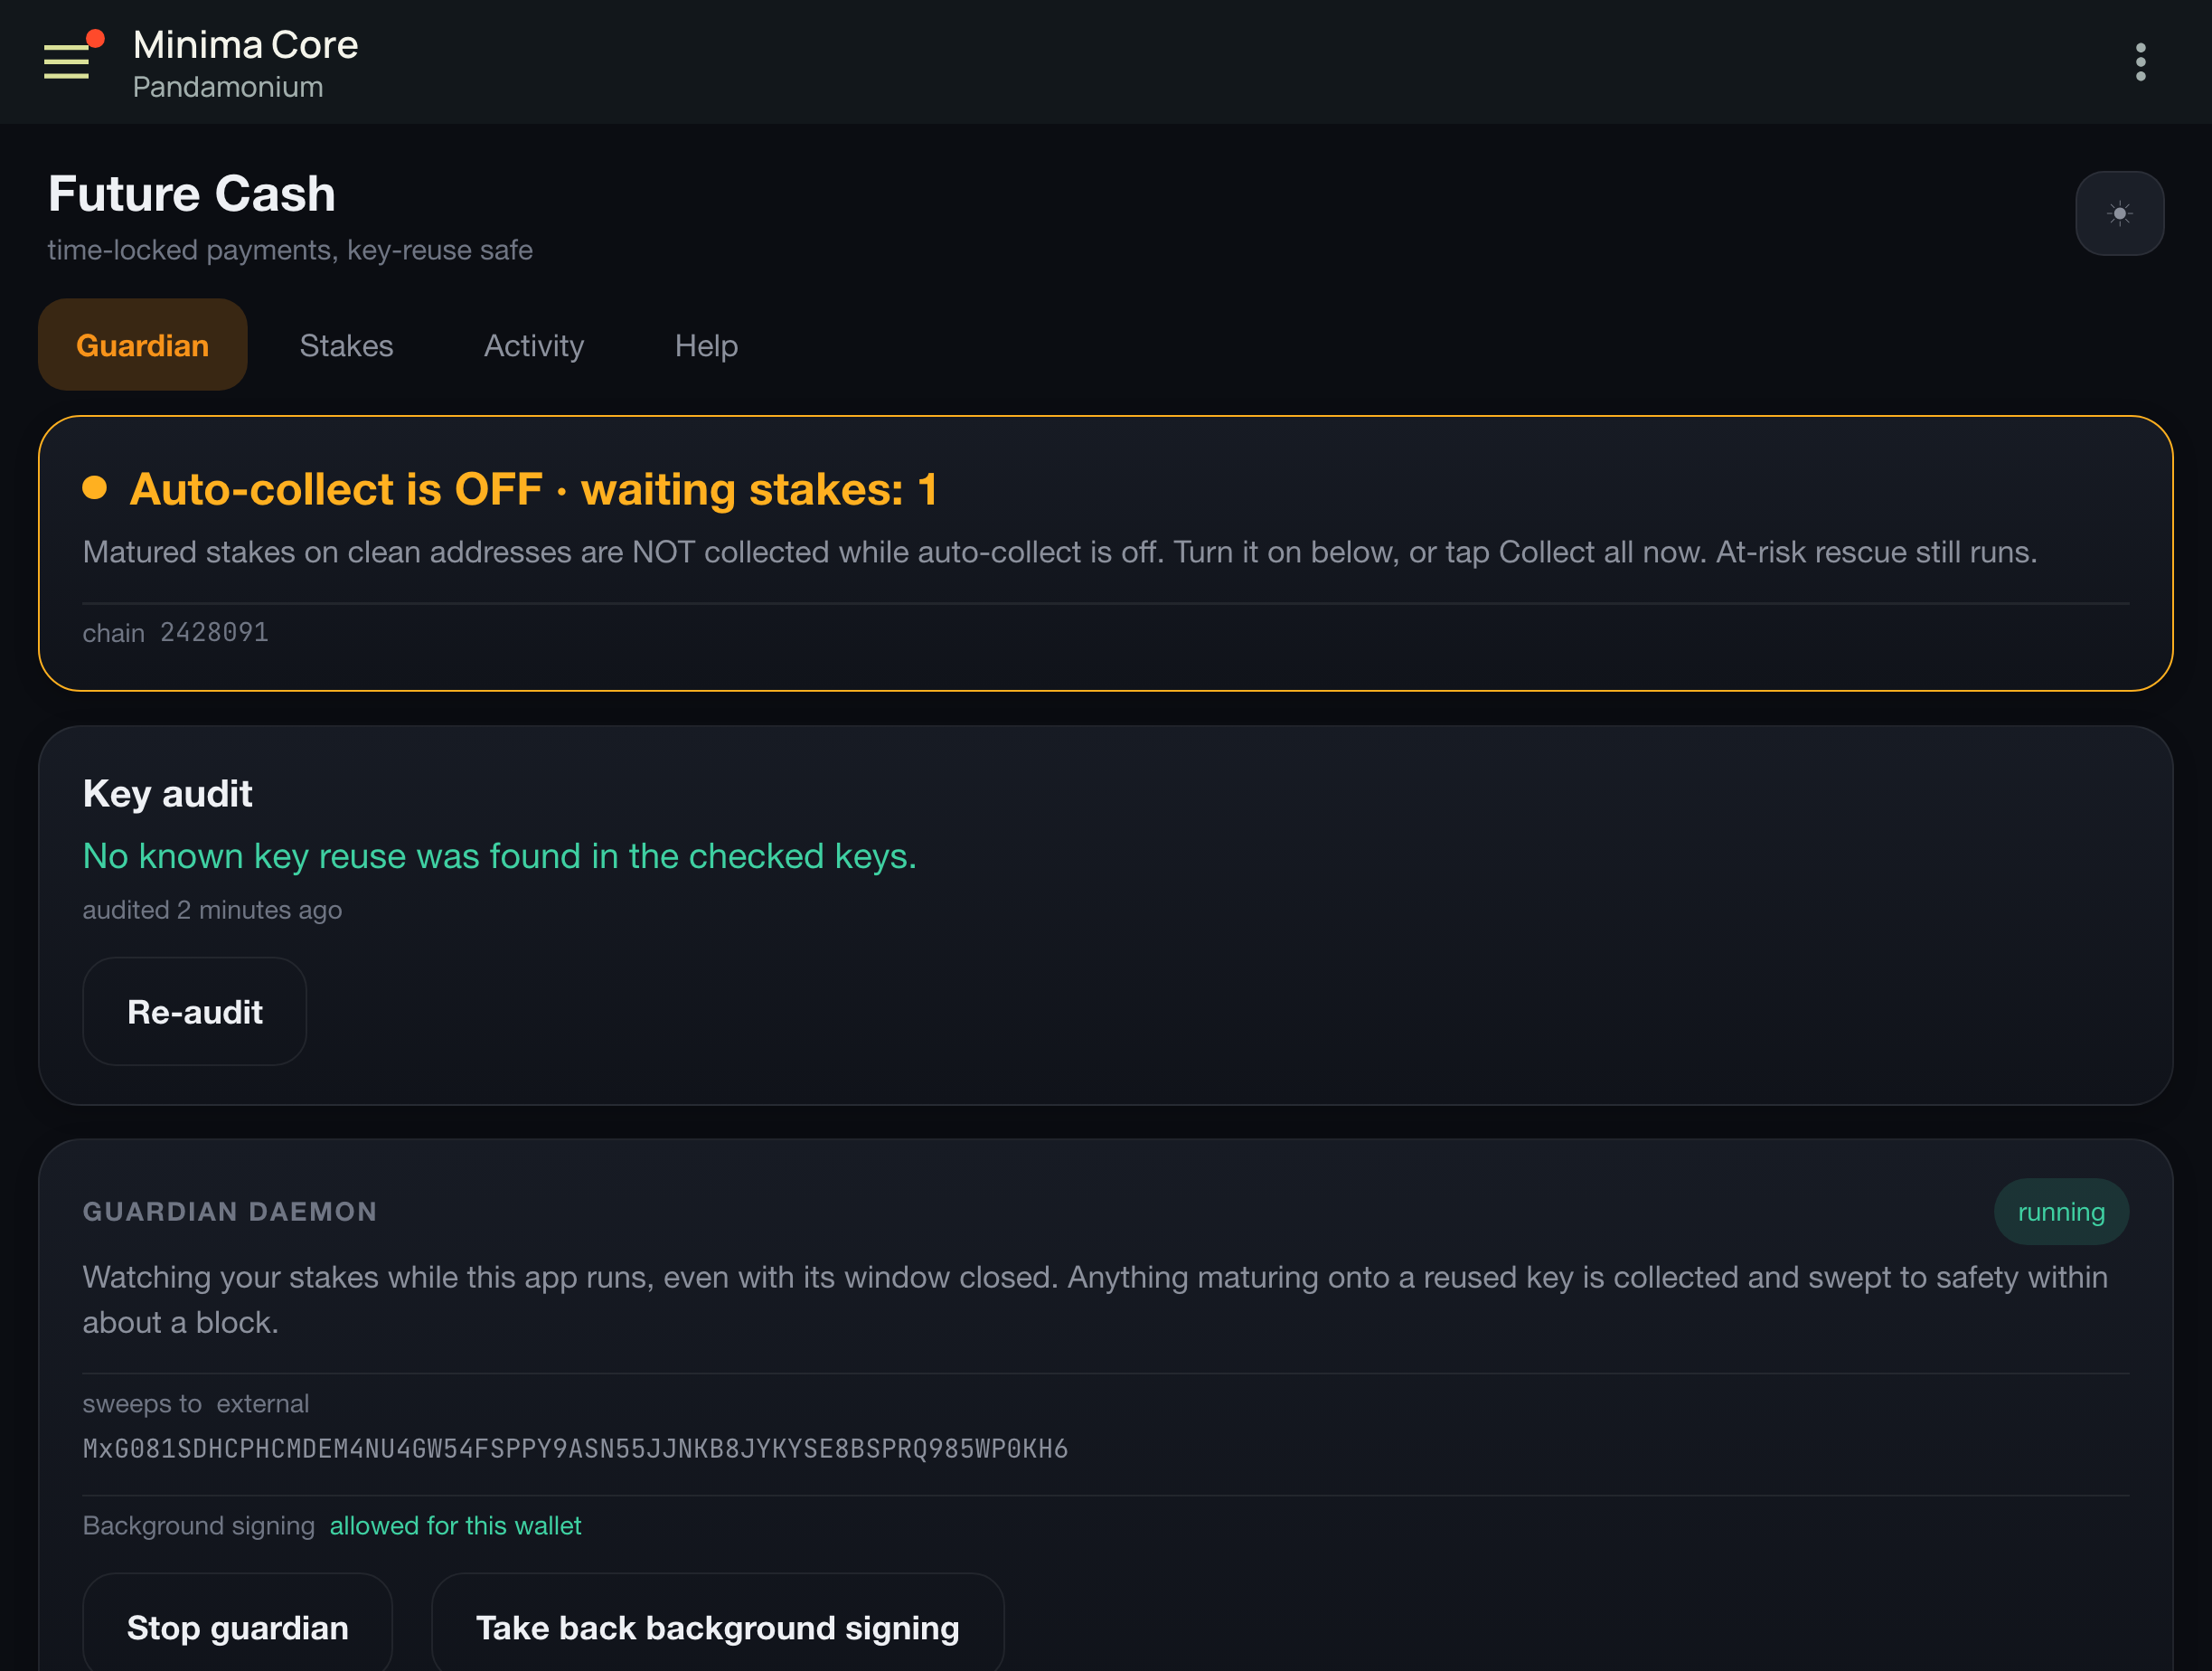 Minima Core
Pandamonium
Future Cash
time-locked payments, key-reuse safe
Guardian
Stakes
Activity
Help
Auto-collect is OFF · waiting stakes: 1
Matured stakes on clean addresses are NOT collected while auto-collect is off. Turn it on below, or tap Collect all now. At-risk rescue still runs.
chain 2428091
Key audit
No known key reuse was found in the checked keys.
audited 2 minutes ago
Re-audit
GUARDIAN DAEMON
running
Watching your stakes while this app runs, even with its window closed. Anything maturing onto a reused key is collected and swept to safety within
about a block.
sweeps to external
MxG081SDHCPHCMDEM4NU4GW54FSPPY9ASN55JJNKB8JYKYSE8BSPRQ985WP0KH6
Background signing allowed for this wallet
Stop guardian
Take back background signing